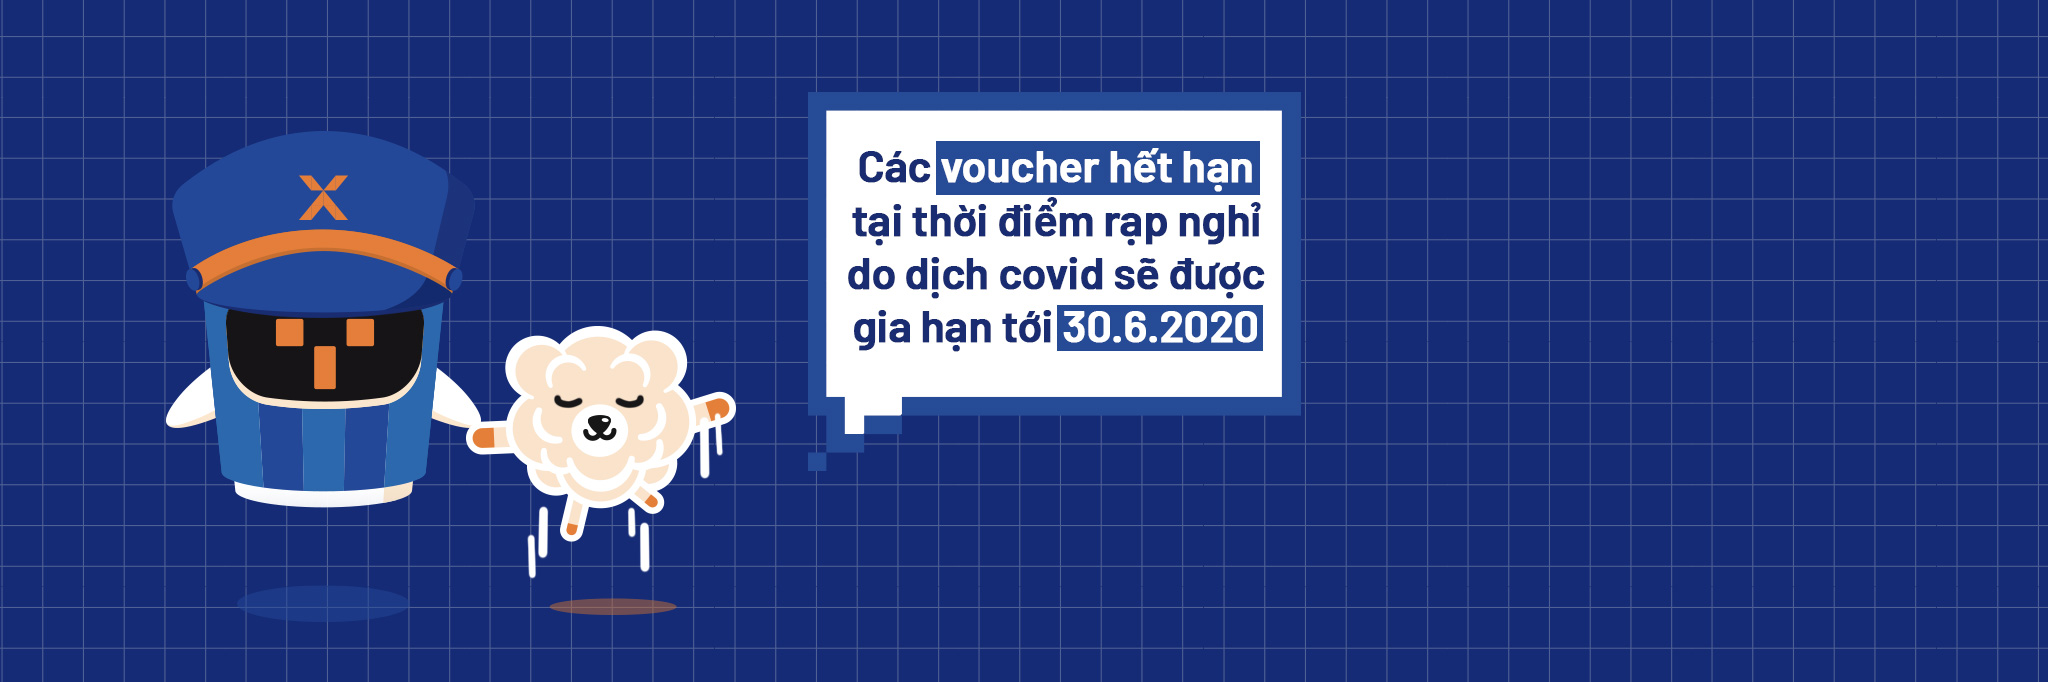 X
Các voucher hết hạn
tại thời điểm rạp nghỉ
do dịch covid sẽ được
gia hạn tới 30.6.2020